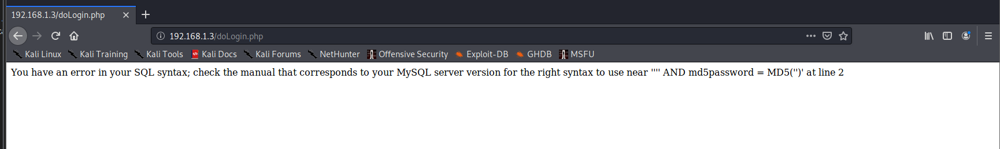 192.168.1.3/doLogin.php
192.168.1.3/doLogin.php
Kali Linux Kali Training Kali Tools Kali Docs Kali Forums NetHunter Offensive Security Exploit-DB GHDB MSFU
You have an error in your SQL syntax; check the manual that corresponds to your MySQL server version for the right syntax to use near '''' AND md5password = MD5('')' at line 2